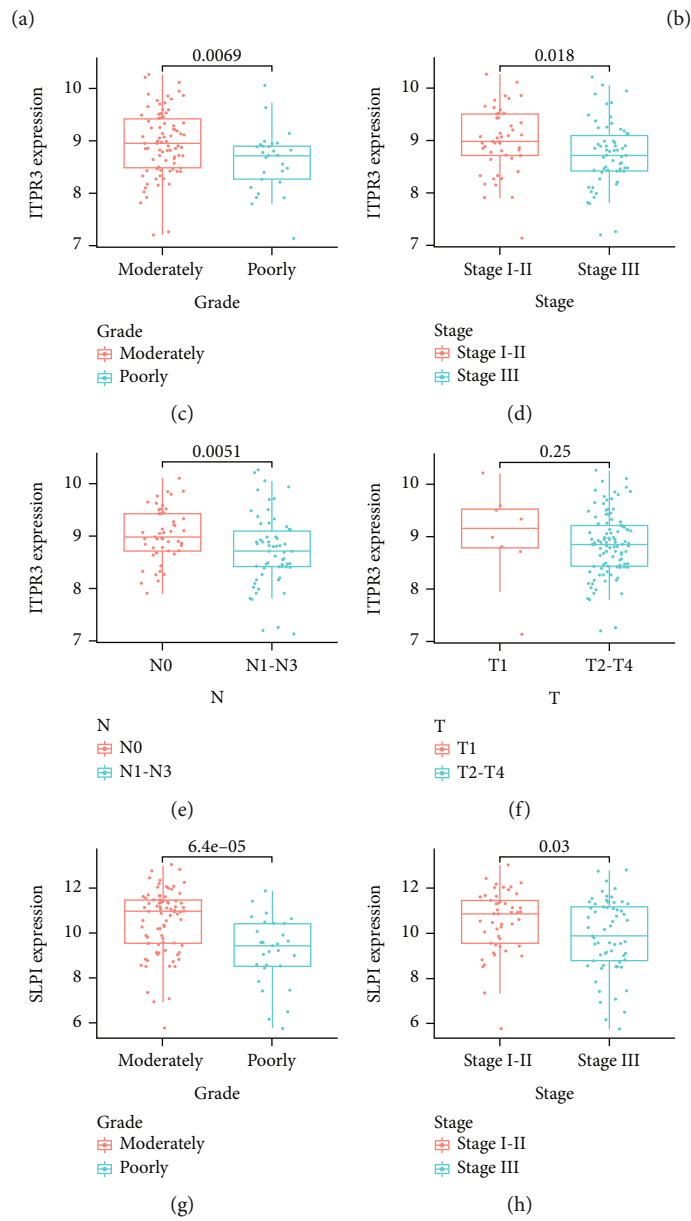 (a)
(b)
0.0069
10
9
8
7
ITPR3 expression
Moderately
Poorly
Grade
Grade
Moderately
Poorly
(c)
0.018
10
9
8
7
ITPR3 expression
Stage I-II
Stage III
Stage
Stage
Stage I-II
Stage III
(d)
0.0051
10
9
8
7
ITPR3 expression
N0
N1-N3
N
N
N0
N1-N3
(e)
0.25
10
9
8
7
ITPR3 expression
T1
T2-T4
T
T
T1
T2-T4
(f)
6.4e–05
12
10
8
6
SLPI expression
Moderately
Poorly
Grade
Grade
Moderately
Poorly
(g)
0.03
12
10
8
6
SLPI expression
Stage I-II
Stage III
Stage
Stage
Stage I-II
Stage III
(h)